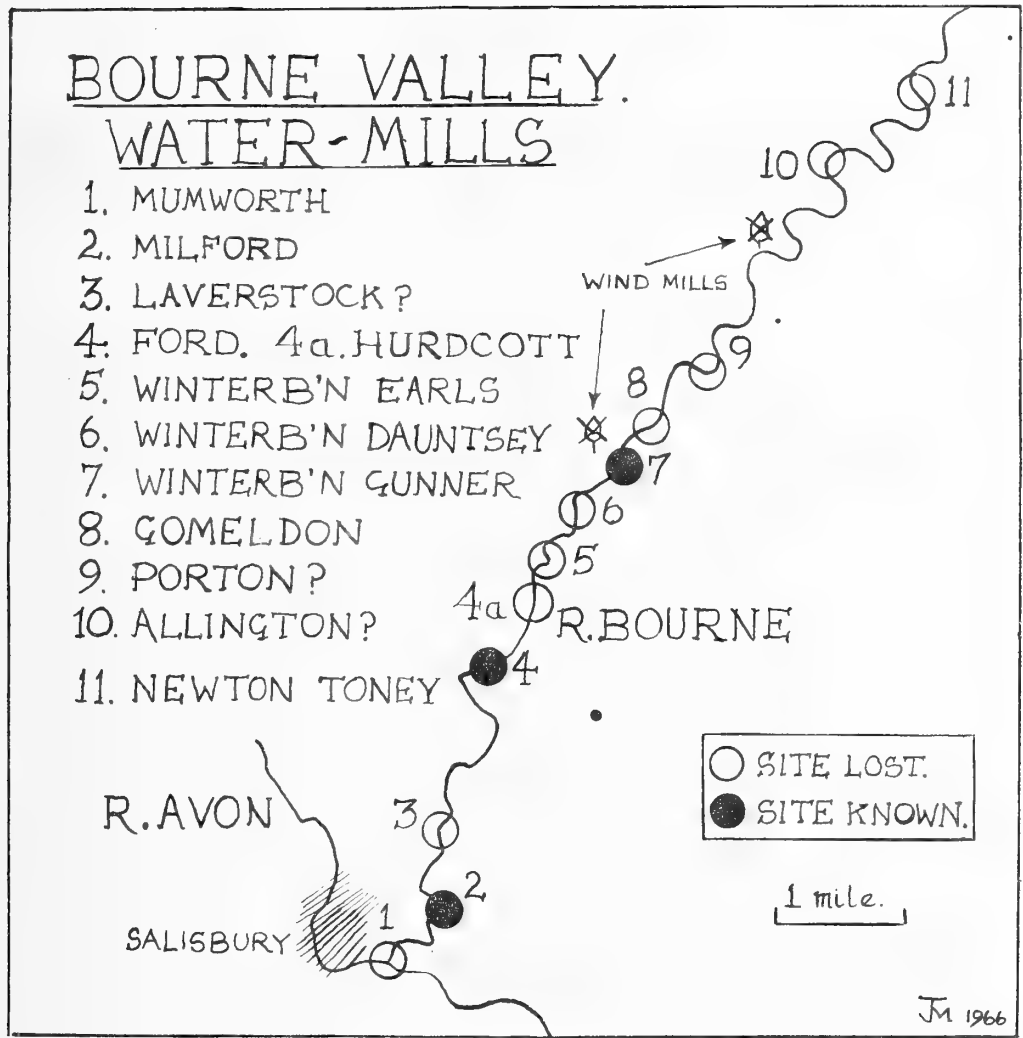 BOURNE VALLEY.
WATER-MILLS
1. MUMWORTH
2. MILFORD
3. LAVERSTOCK?
4. FORD. 4a. HURDCOTT
5. WINTERB'N EARLS
6. WINTERB'N DAUNTSEY
7. WINTERB'N GUNNER
8. GOMELDON
9. PORTON?
10. ALLINGTON?
11. NEWTON TONEY
11
10
WIND MILLS
9
8
7
6
5
4a
R. BOURNE
4
R. AVON
3
2
1
SALISBURY
SITE LOST.
SITE KNOWN.
1 mile.
JM 1966